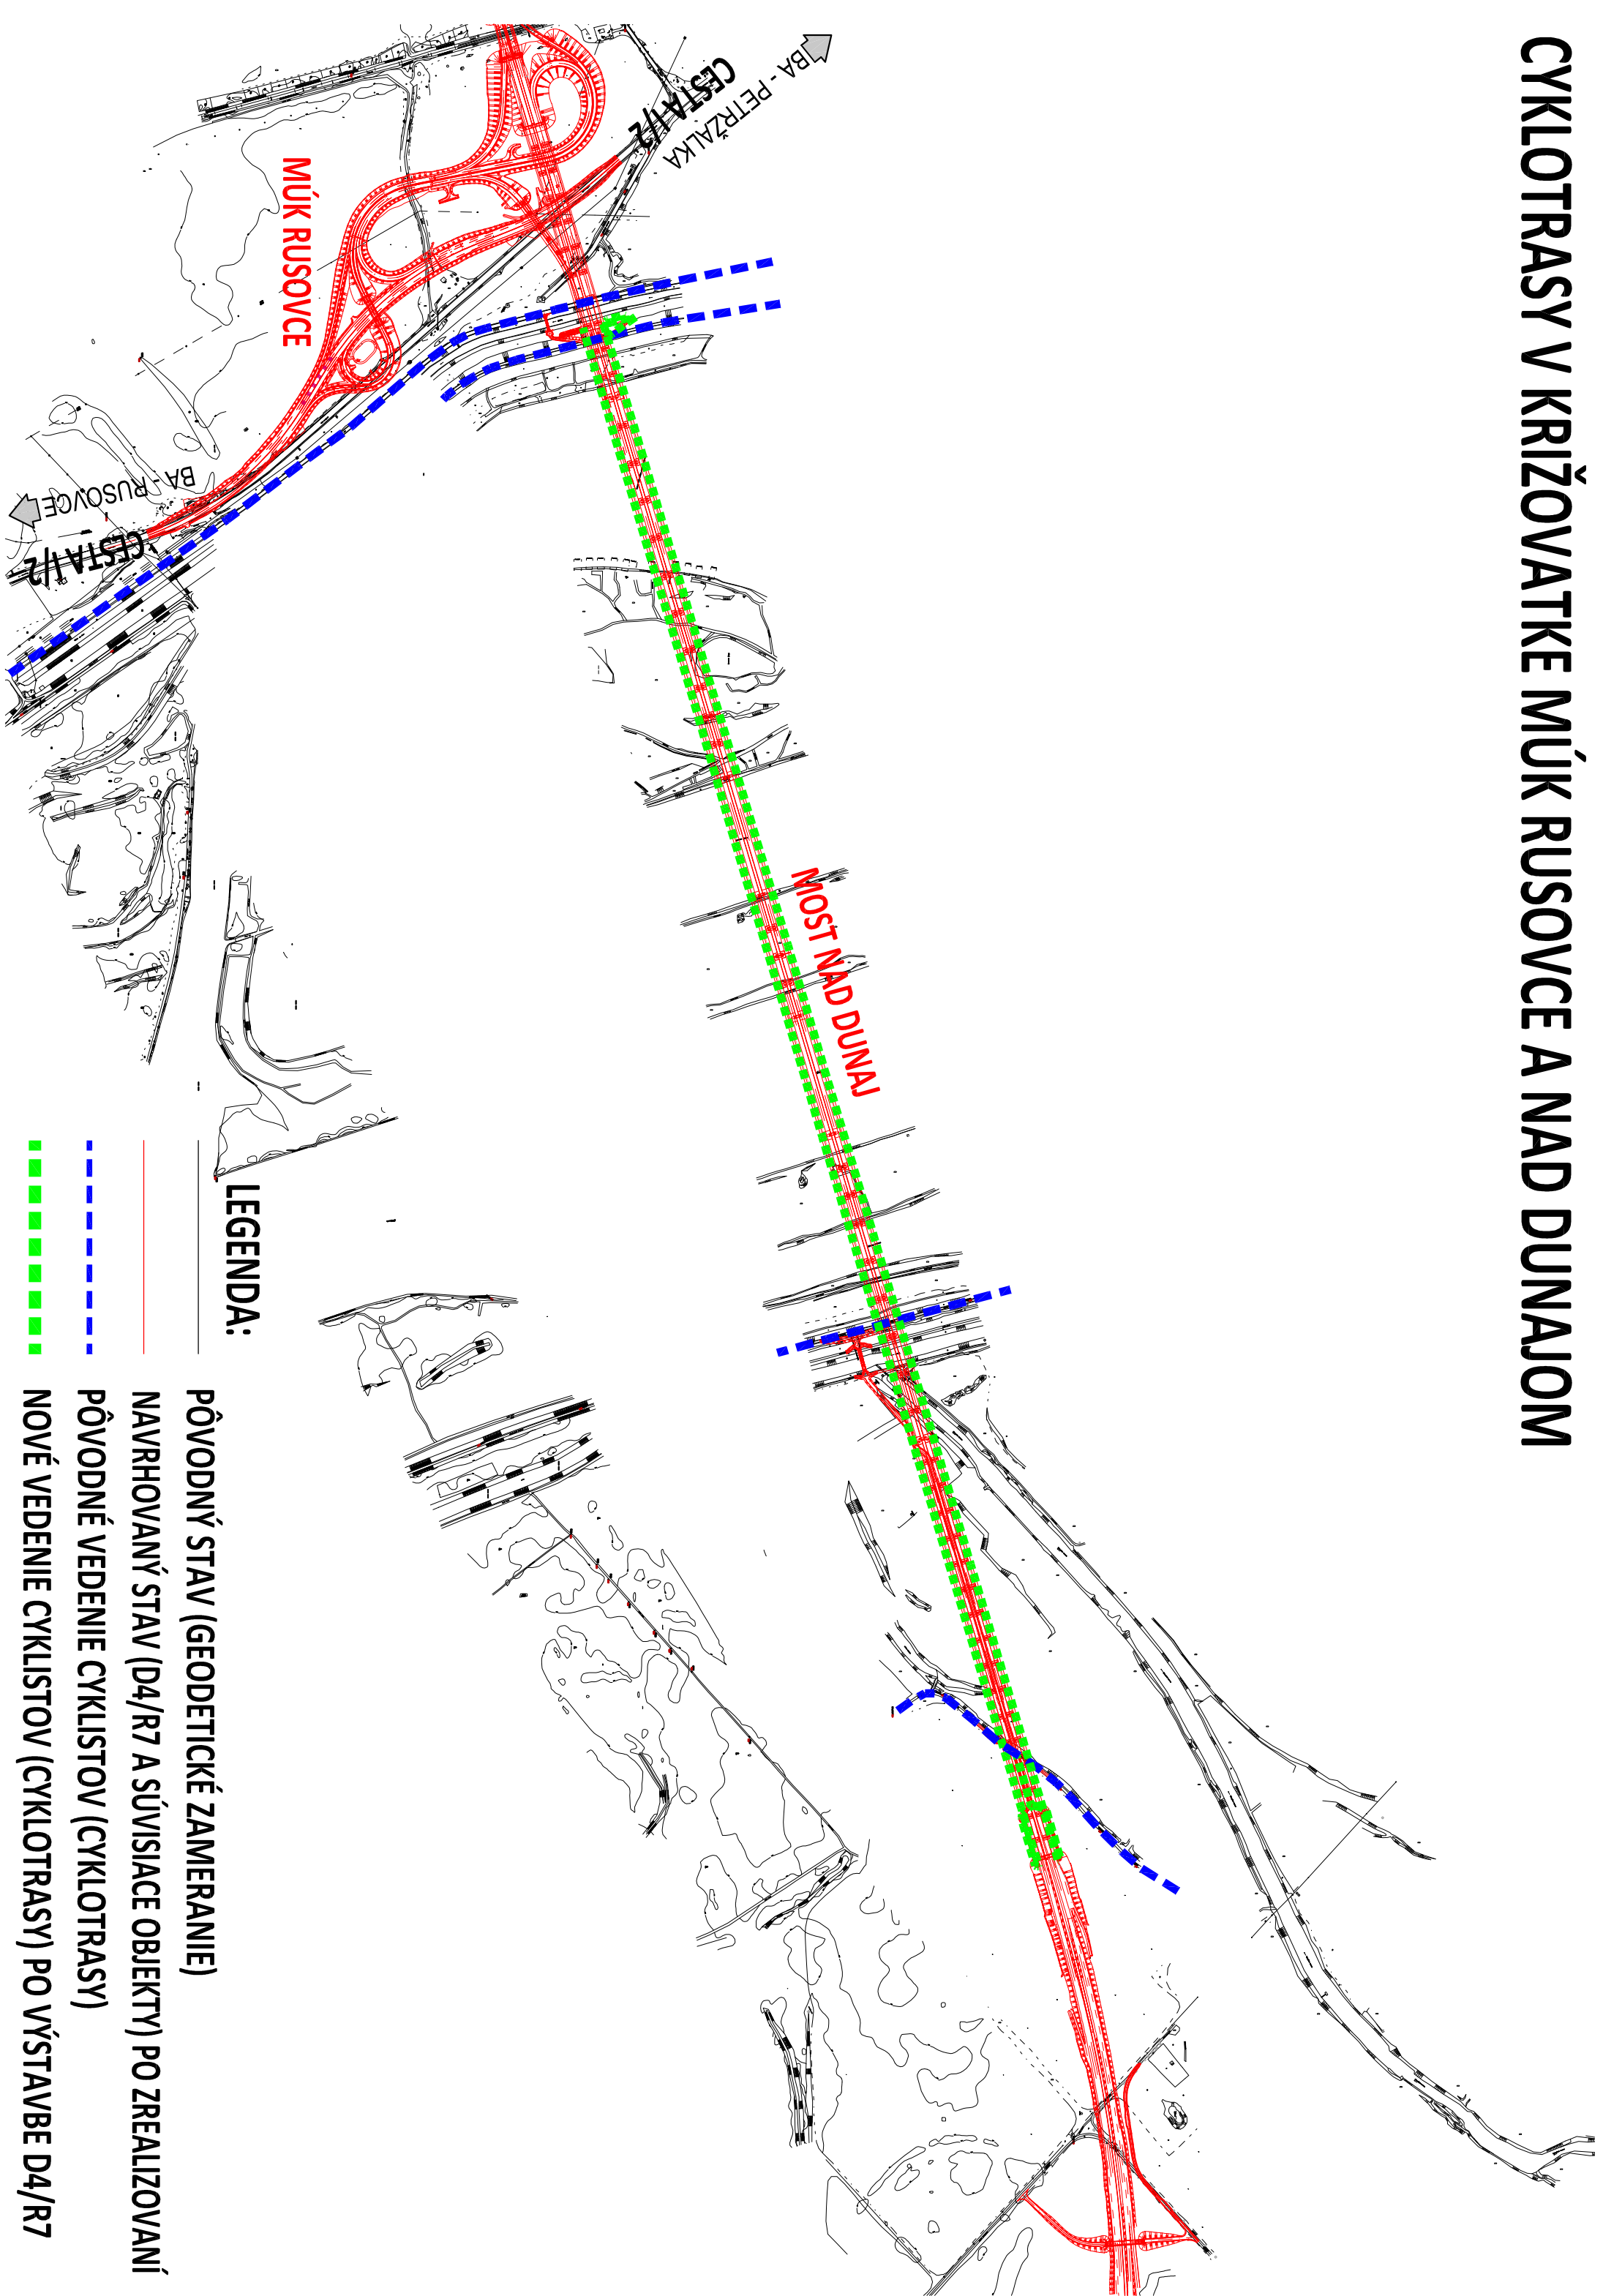 CYKLOTRASY V KRIŽOVATKE MÚK RUSOVCE A NAD DUNAJOM
BA - PETRŽALKA
CESTA I/2
MÚK RUSOVCE
MOST NAD DUNAJ
BA - RUSOVCE
CESTA I/2
LEGENDA:
PÔVODNÝ STAV (GEODETICKÉ ZAMERANIE)
NAVRHOVANÝ STAV (D4/R7 A SÚVISIACE OBJEKTY) PO ZREALIZOVANÍ
PÔVODNÉ VEDENIE CYKLISTOV (CYKLOTRASY)
NOVÉ VEDENIE CYKLISTOV (CYKLOTRASY) PO VÝSTAVBE D4/R7